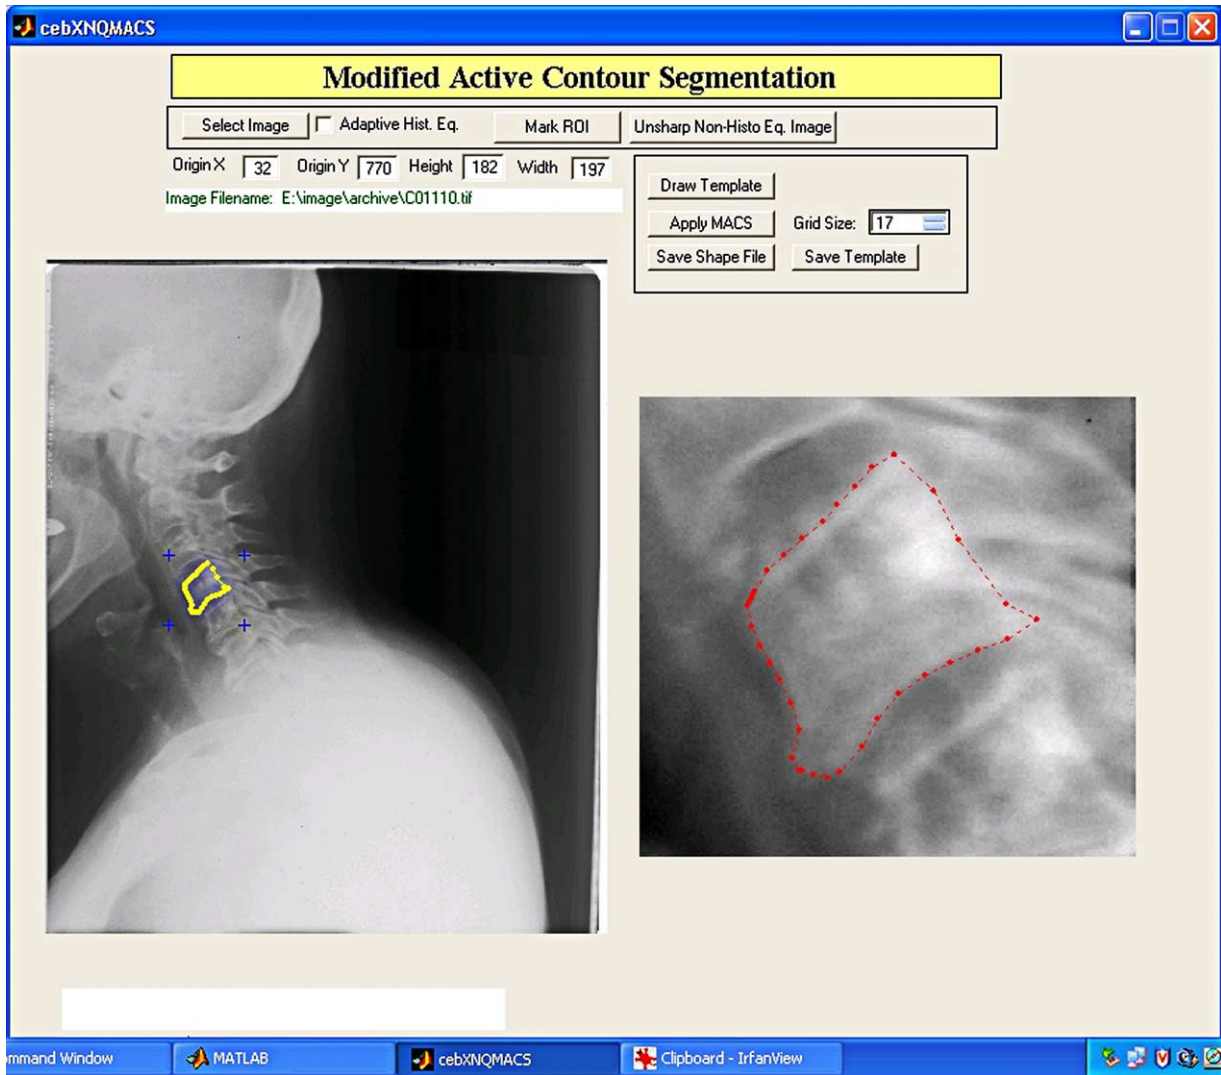 cebXNQMACS
Modified Active Contour Segmentation
Select Image Adaptive Hist. Eq. Mark ROI Unsharp Non-Histo Eq. Image
Origin X 32 Origin Y 770 Height 182 Width 197
Image Filename: E:\image\archive\C01110.tif
Draw Template
Apply MACS Grid Size: 17
Save Shape File Save Template
ommand Window MATLAB cebXNQMACS Clipboard - IrfanView